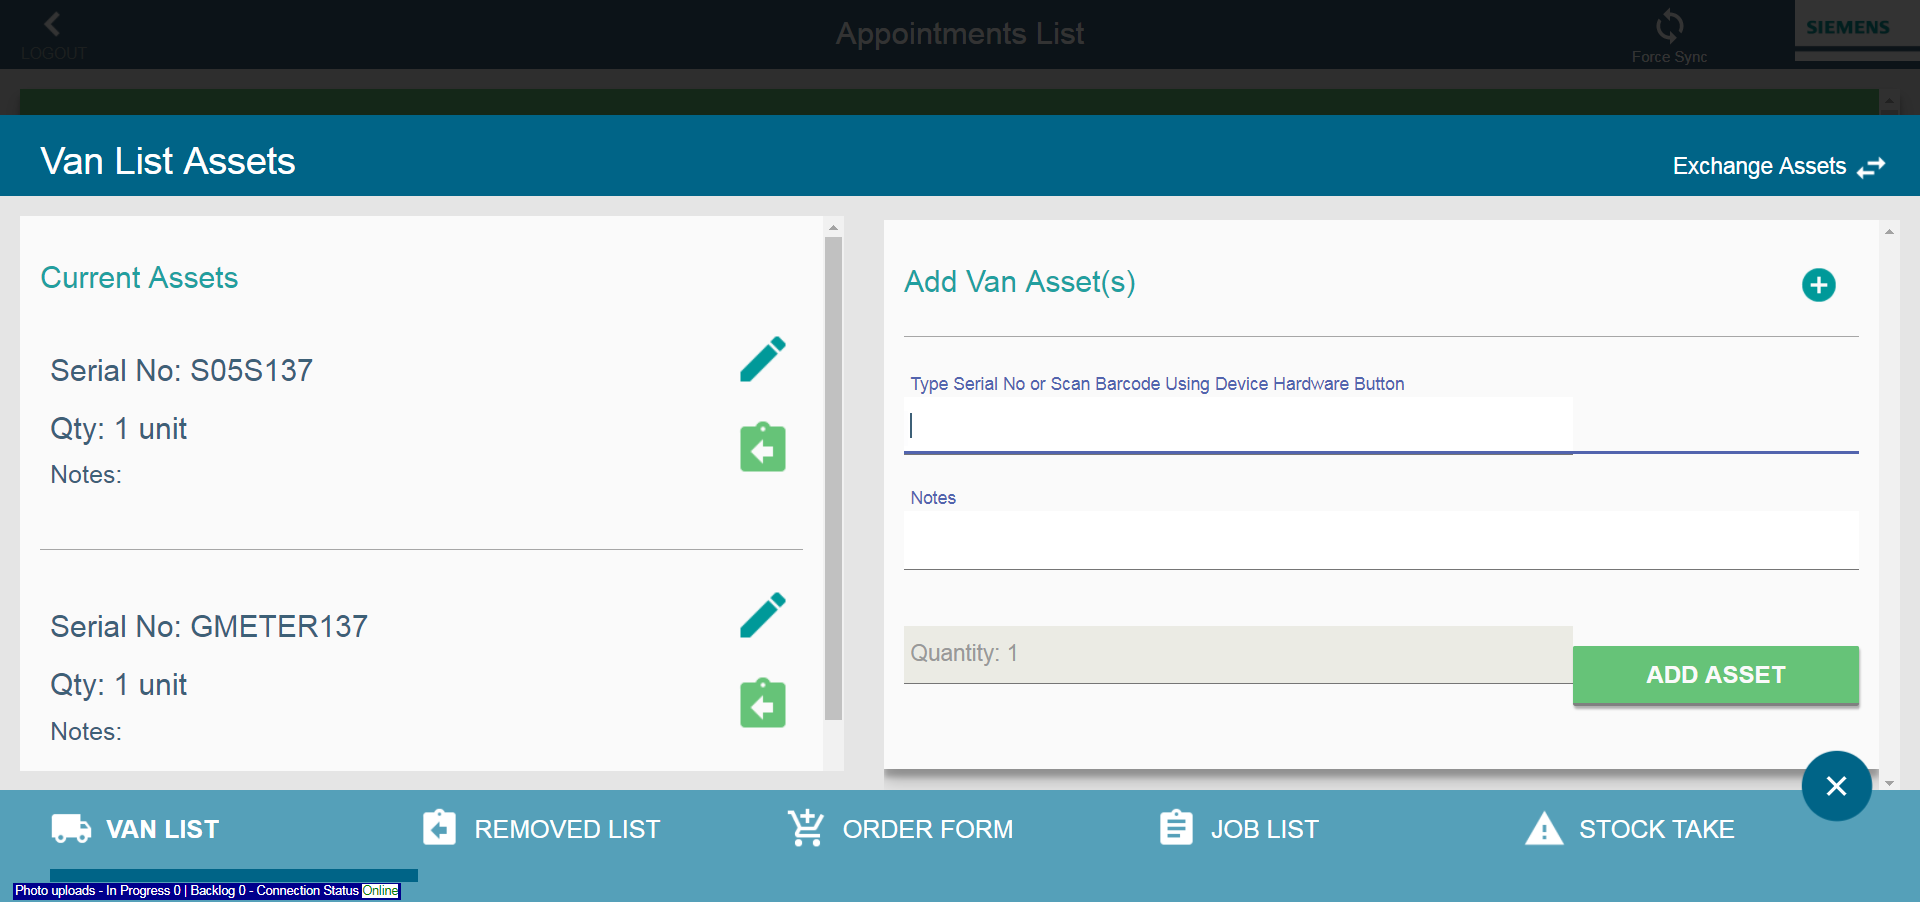 LOGOUT
Appointments List
Force Sync
SIEMENS
Van List Assets
Exchange Assets
Current Assets
Serial No: S05S137
Qty: 1 unit
Notes:
Serial No: GMETER137
Qty: 1 unit
Notes:
Add Van Asset(s)
Type Serial No or Scan Barcode Using Device Hardware Button
Notes
Quantity: 1
ADD ASSET
VAN LIST
REMOVED LIST
ORDER FORM
JOB LIST
STOCK TAKE
Photo uploads - In Progress 0 | Backlog 0 - Connection Status Online